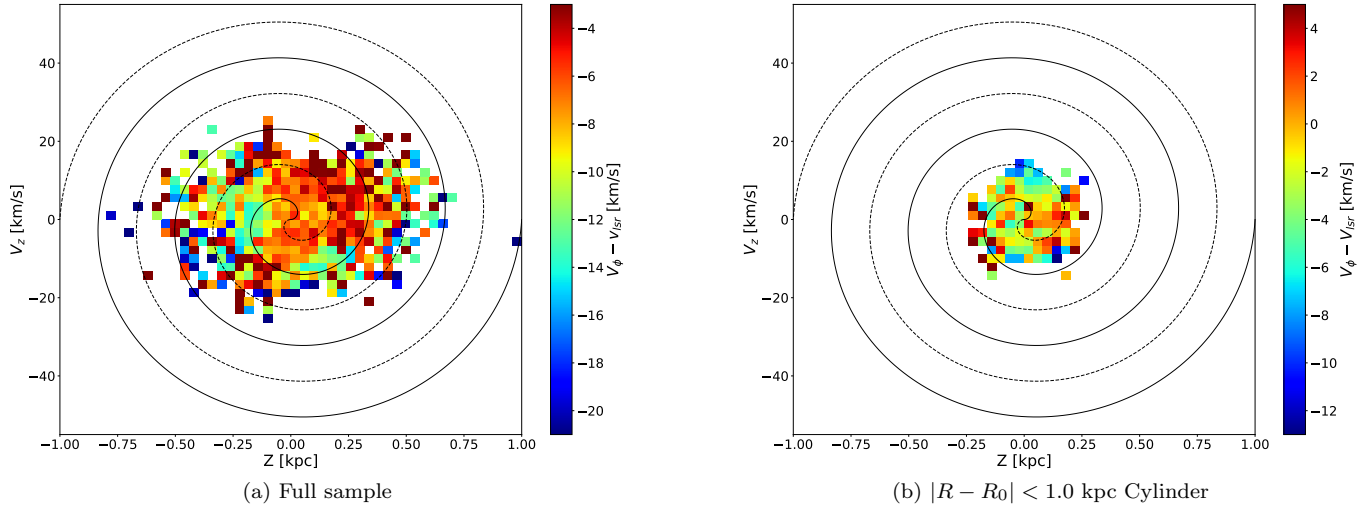 40
20
0
−20
−40
V_z [km/s]
−1.00 −0.75 −0.50 −0.25 0.00 0.25 0.50 0.75 1.00
Z [kpc]
−4
−6
−8
−10
−12
−14
−16
−18
−20
V_ϕ − V_lsr [km/s]
(a) Full sample
40
20
0
−20
−40
V_z [km/s]
−1.00 −0.75 −0.50 −0.25 0.00 0.25 0.50 0.75 1.00
Z [kpc]
4
2
0
−2
−4
−6
−8
−10
−12
V_ϕ − V_lsr [km/s]
(b) |R − R_0| < 1.0 kpc Cylinder